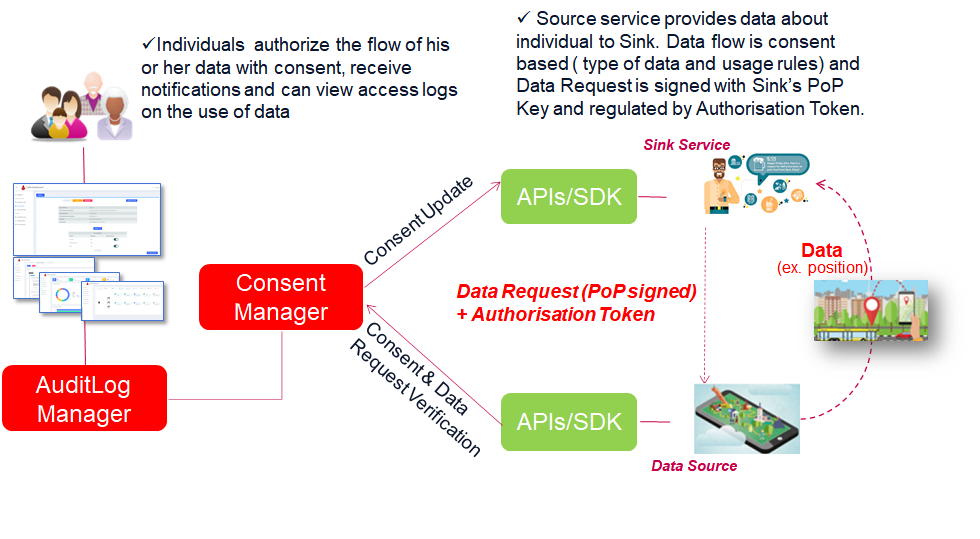 ✓Individuals authorize the flow of his
or her data with consent, receive
notifications and can view access logs
on the use of data
✓ Source service provides data about
individual to Sink. Data flow is consent
based ( type of data and usage rules) and
Data Request is signed with Sink's PoP
Key and regulated by Authorisation Token.
Sink Service
APIs/SDK
Consent Update
Data
(ex. position)
Consent
Manager
Data Request (PoP signed)
+ Authorisation Token
Consent & Data
Request Verification
AuditLog
Manager
APIs/SDK
Data Source